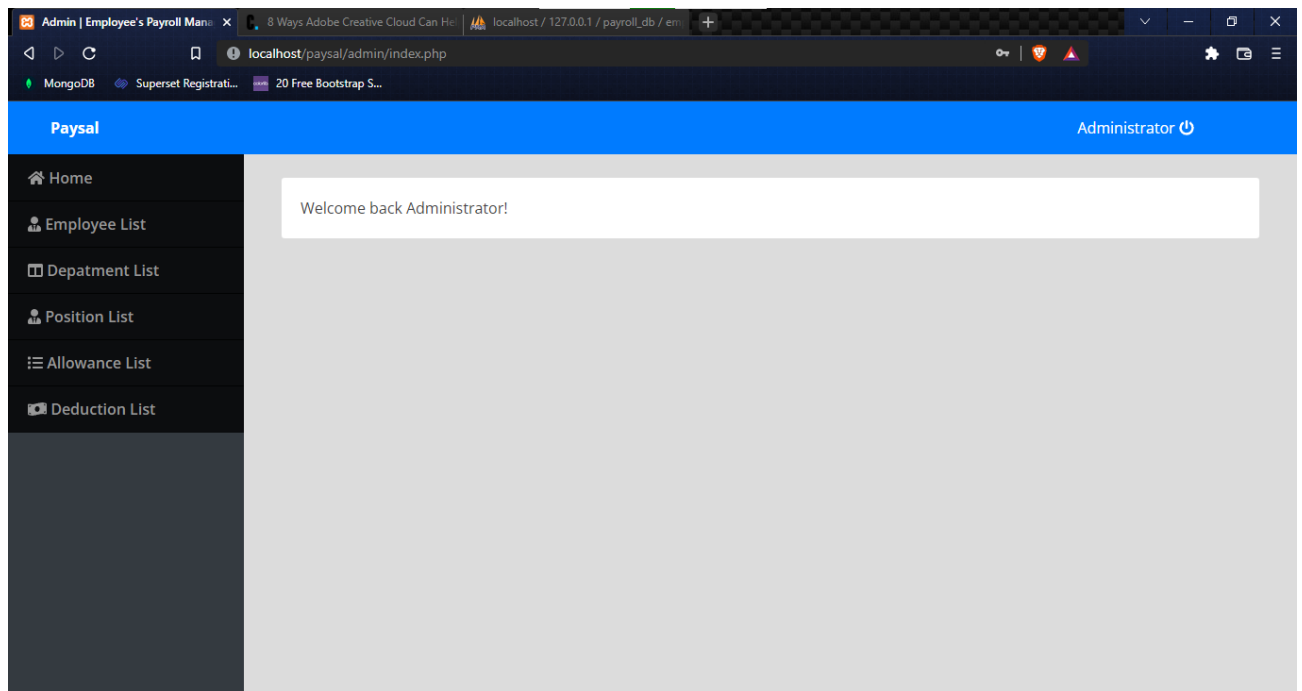 Admin | Employee's Payroll Mana
8 Ways Adobe Creative Cloud Can Hel
localhost / 127.0.0.1 / payroll_db / em
localhost/paysal/admin/index.php
MongoDB
Superset Registrati...
20 Free Bootstrap S...
Paysal
Administrator
Home
Welcome back Administrator!
Employee List
Depatment List
Position List
Allowance List
Deduction List